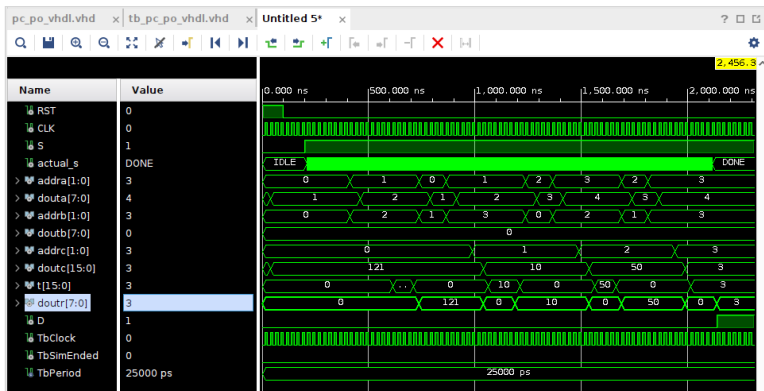 pc_po_vhdl.vhd × tb_pc_po_vhdl.vhd × Untitled 5* × ?
2,456.3
Name Value 0.000 ns 500.000 ns 1,000.000 ns 1,500.000 ns 2,000.000 ns
RST 0
CLK 0
S 1
actual_s DONE IDLE DONE
addra[1:0] 3 0 1 0 1 2 3 2 3
douta[7:0] 4 1 2 1 2 3 4 3 4
addrb[1:0] 3 0 2 1 3 0 2 1 3
doutb[7:0] 0 0
addrc[1:0] 3 0 1 2 3
doutc[15:0] 3 121 10 50 3
t[15:0] 3 0 .. 0 10 0 50 0 3
doutr[7:0] 3 0 121 0 10 0 50 0 3
D 1
TbClock 0
TbSimEnded 0
TbPeriod 25000 ps 25000 ps